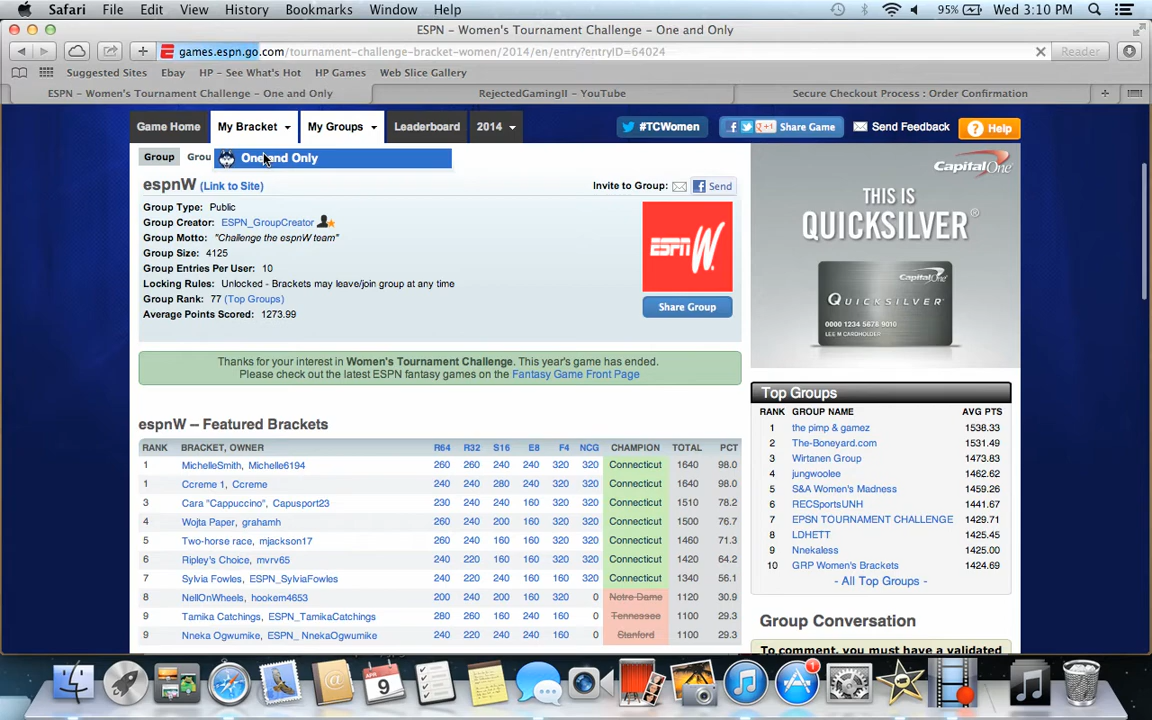 Safari File Edit View History Bookmarks Window Help 95% Wed 3:10 PM
ESPN – Women's Tournament Challenge – One and Only
games.espn.go.com/tournament-challenge-bracket-women/2014/en/entry?entryID=64024 Reader
Suggested Sites Ebay HP – See What's Hot HP Games Web Slice Gallery
ESPN – Women's Tournament Challenge – One and Only RejectedGamingII – YouTube Secure Checkout Process : Order Confirmation
Game Home My Bracket My Groups Leaderboard 2014 #TCWomen Share Game Send Feedback Help
Group Grou One and Only
espnW (Link to Site) Invite to Group: Send
Group Type: Public
Group Creator: ESPN_GroupCreator
Group Motto: "Challenge the espnW team"
Group Size: 4125
Group Entries Per User: 10
Locking Rules: Unlocked - Brackets may leave/join group at any time
Group Rank: 77 (Top Groups)
Average Points Scored: 1273.99
ESPN W.
Share Group
Thanks for your interest in Women's Tournament Challenge. This year's game has ended.
Please check out the latest ESPN fantasy games on the Fantasy Game Front Page
espnW – Featured Brackets
RANK BRACKET, OWNER R64 R32 S16 E8 F4 NCG CHAMPION TOTAL PCT
1 MichelleSmith, Michelle6194 260 260 240 240 320 320 Connecticut 1640 98.0
1 Ccreme 1, Ccreme 240 240 280 240 320 320 Connecticut 1640 98.0
3 Cara "Cappuccino", Capusport23 230 240 240 160 320 320 Connecticut 1510 78.2
4 Wojta Paper, grahamh 260 240 200 160 320 320 Connecticut 1500 76.7
5 Two-horse race, mjackson17 260 240 160 160 320 320 Connecticut 1460 71.3
6 Ripley's Choice, mvrv65 240 220 160 160 320 320 Connecticut 1420 64.2
7 Sylvia Fowles, ESPN_SylviaFowles 240 220 240 160 160 320 Connecticut 1340 56.1
8 NellOnWheels, hookem4653 200 240 200 160 320 0 Notre Dame 1120 30.9
9 Tamika Catchings, ESPN_TamikaCatchings 280 260 240 160 160 0 Tennessee 1100 29.3
9 Nneka Ogwumike, ESPN_NnekaOgwumike 240 220 240 240 160 0 Stanford 1100 29.3
Capital One
THIS IS
QUICKSILVER®
Capital One
QUICKSILVER
0000 1234 5678 9010
LEE M CARDHOLDER
Top Groups
RANK GROUP NAME AVG PTS
1 the pimp & gamez 1538.33
2 The-Boneyard.com 1531.49
3 Wirtanen Group 1473.83
4 jungwoolee 1462.62
5 S&A Women's Madness 1459.26
6 RECSportsUNH 1441.67
7 EPSN TOURNAMENT CHALLENGE 1429.71
8 LDHETT 1425.45
9 Nnekaless 1425.00
10 GRP Women's Brackets 1424.69
- All Top Groups -
Group Conversation
To comment, you must have a validated
APR
9
1